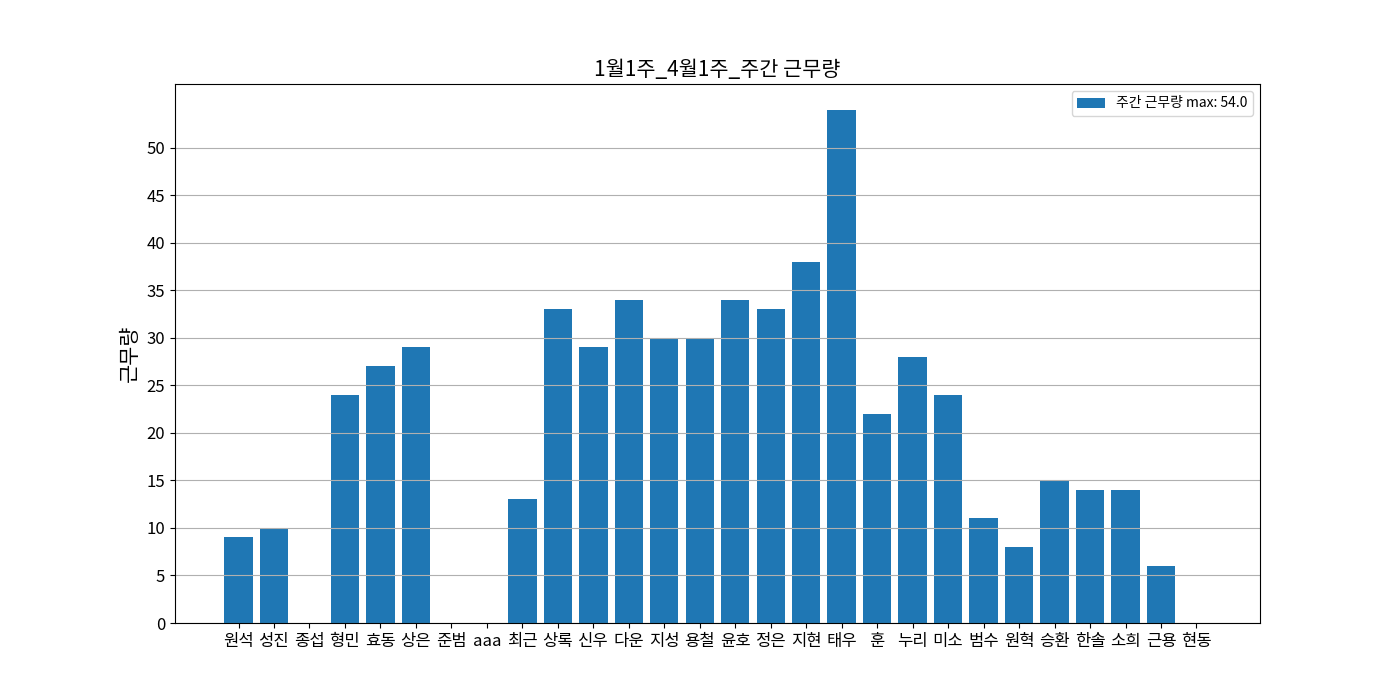 1월1주_4월1주_주간 근무량
주간 근무량 max: 54.0
근무량
50
45
40
35
30
25
20
15
10
5
0
원석 성진 종섭 형민 효동 상은 준범 aaa 최근 상록 신우 다운 지성 용철 윤호 정은 지현 태우 훈 누리 미소 범수 원혁 승환 한솔 소희 근용 현동